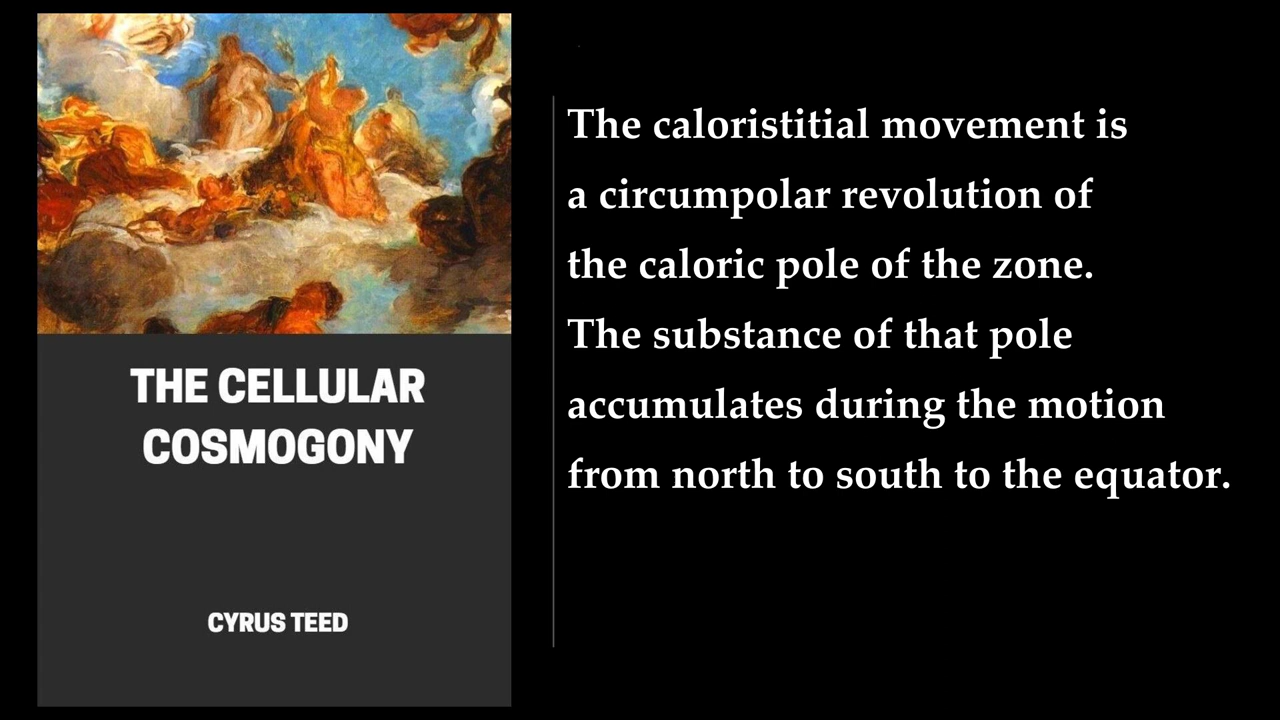 THE CELLULAR
COSMOGONY
CYRUS TEED
The caloristitial movement is
a circumpolar revolution of
the caloric pole of the zone.
The substance of that pole
accumulates during the motion
from north to south to the equator.